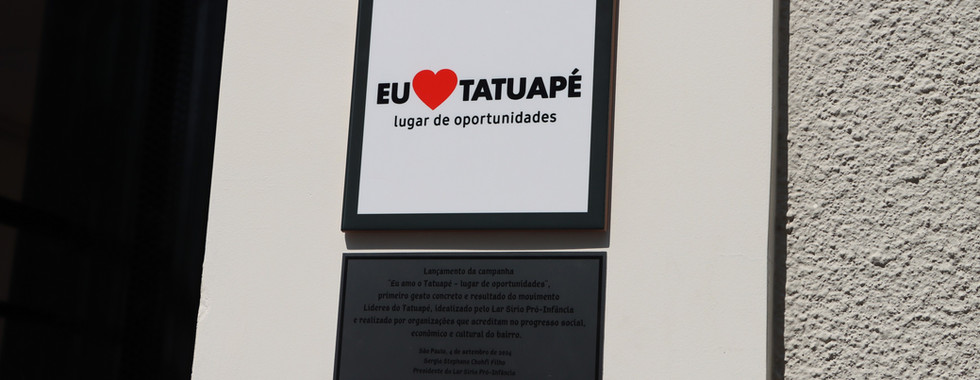 EU ❤ TATUAPÉ
lugar de oportunidades
Lançamento da campanha
"Eu amo o Tatuapé - lugar de oportunidades",
primeiro gesto concreto e resultado do movimento
Líderes do Tatuapé, idealizado pelo Lar Sírio Pró-Infância
e realizado por organizações que acreditam no progresso social,
econômico e cultural do bairro.
São Paulo, 4 de setembro de
Presidente do Lar Sírio Pró-Infância